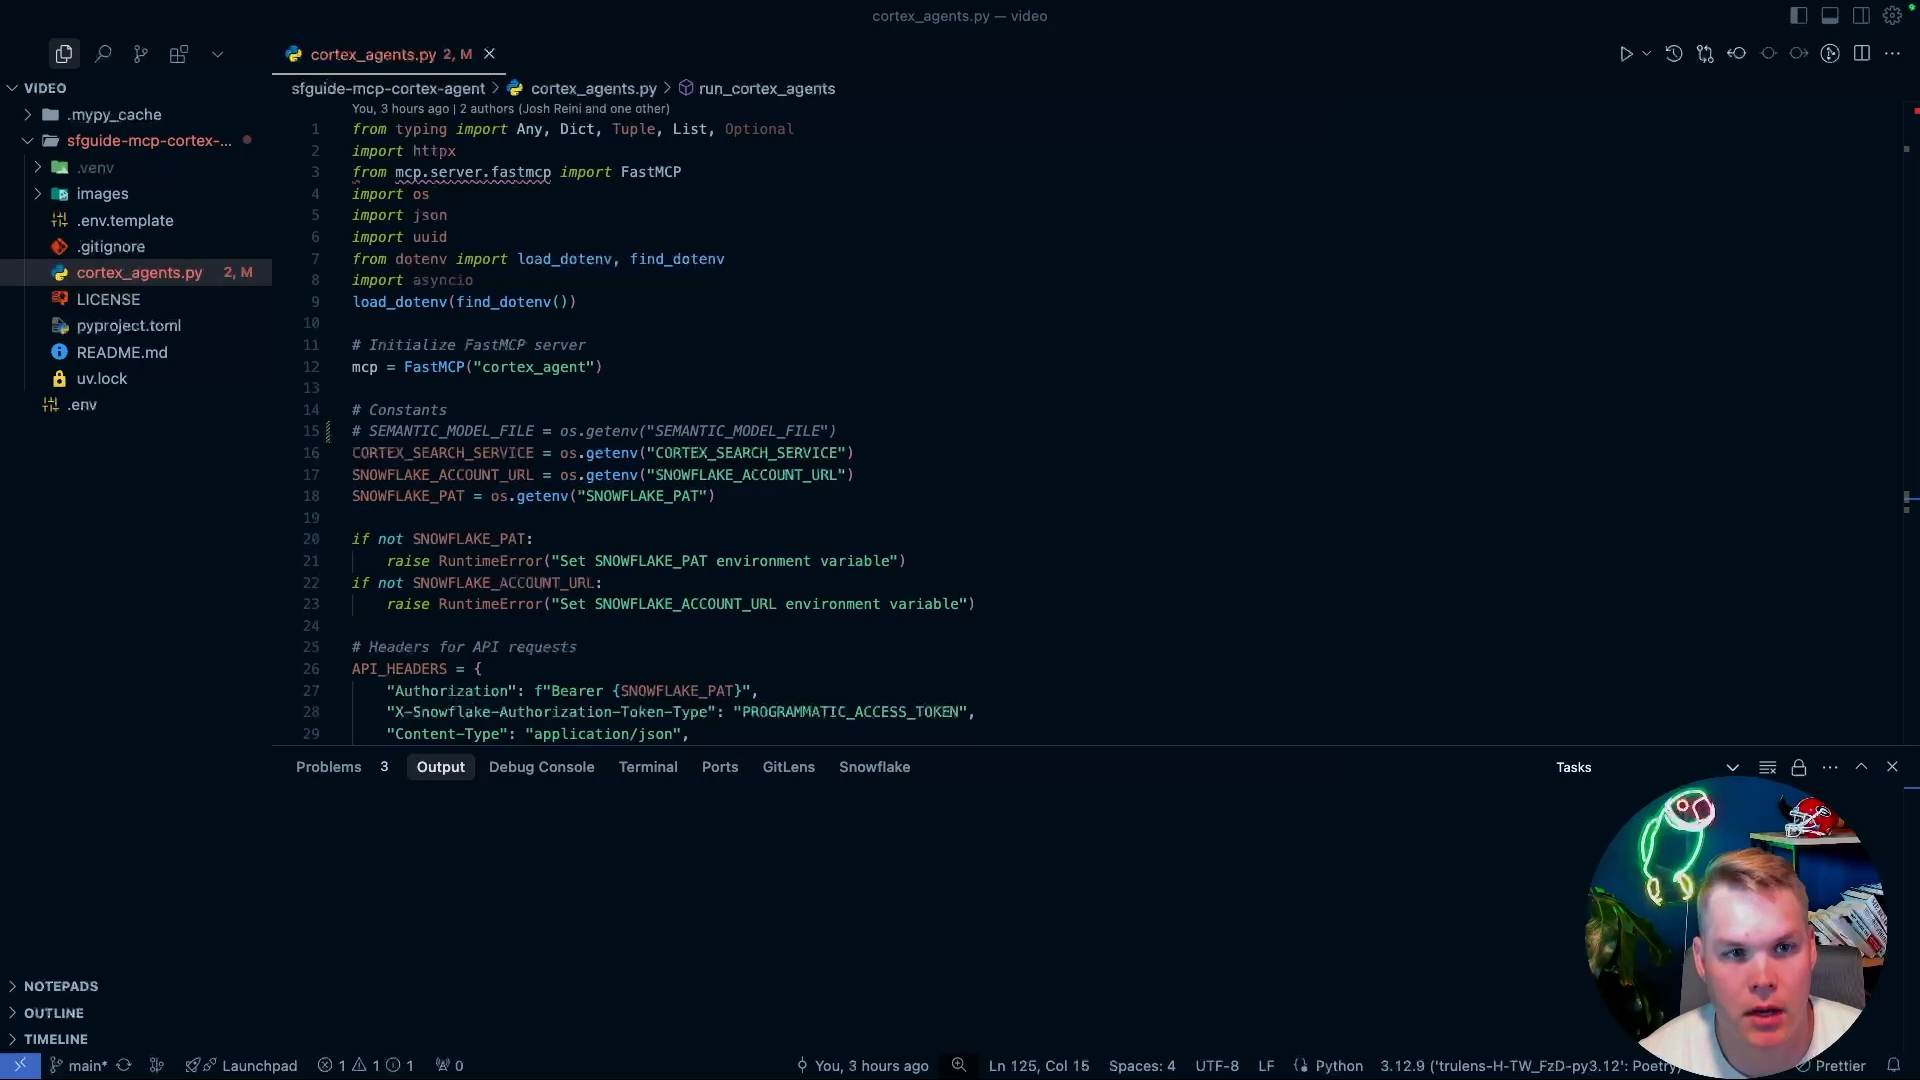 cortex_agents.py — video
cortex_agents.py 2, M
VIDEO
.mypy_cache
sfguide-mcp-cortex-...
.venv
images
.env.template
.gitignore
cortex_agents.py 2, M
LICENSE
pyproject.toml
README.md
uv.lock
.env
sfguide-mcp-cortex-agent > cortex_agents.py > run_cortex_agents
You, 3 hours ago | 2 authors (Josh Reini and one other)
1 from typing import Any, Dict, Tuple, List, Optional
2 import httpx
3 from mcp.server.fastmcp import FastMCP
4 import os
5 import json
6 import uuid
7 from dotenv import load_dotenv, find_dotenv
8 import asyncio
9 load_dotenv(find_dotenv())
10
11 # Initialize FastMCP server
12 mcp = FastMCP("cortex_agent")
13
14 # Constants
15 # SEMANTIC_MODEL_FILE = os.getenv("SEMANTIC_MODEL_FILE")
16 CORTEX_SEARCH_SERVICE = os.getenv("CORTEX_SEARCH_SERVICE")
17 SNOWFLAKE_ACCOUNT_URL = os.getenv("SNOWFLAKE_ACCOUNT_URL")
18 SNOWFLAKE_PAT = os.getenv("SNOWFLAKE_PAT")
19
20 if not SNOWFLAKE_PAT:
21 raise RuntimeError("Set SNOWFLAKE_PAT environment variable")
22 if not SNOWFLAKE_ACCOUNT_URL:
23 raise RuntimeError("Set SNOWFLAKE_ACCOUNT_URL environment variable")
24
25 # Headers for API requests
26 API_HEADERS = {
27 "Authorization": f"Bearer {SNOWFLAKE_PAT}",
28 "X-Snowflake-Authorization-Token-Type": "PROGRAMMATIC_ACCESS_TOKEN",
29 "Content-Type": "application/json",
Problems 3 Output Debug Console Terminal Ports GitLens Snowflake Tasks
NOTEPADS
OUTLINE
TIMELINE
main* Launchpad 1 1 1 0 You, 3 hours ago Ln 125, Col 15 Spaces: 4 UTF-8 LF Python 3.12.9 ('trulens-H-TW_FzD-py3.12': Poetry Prettier